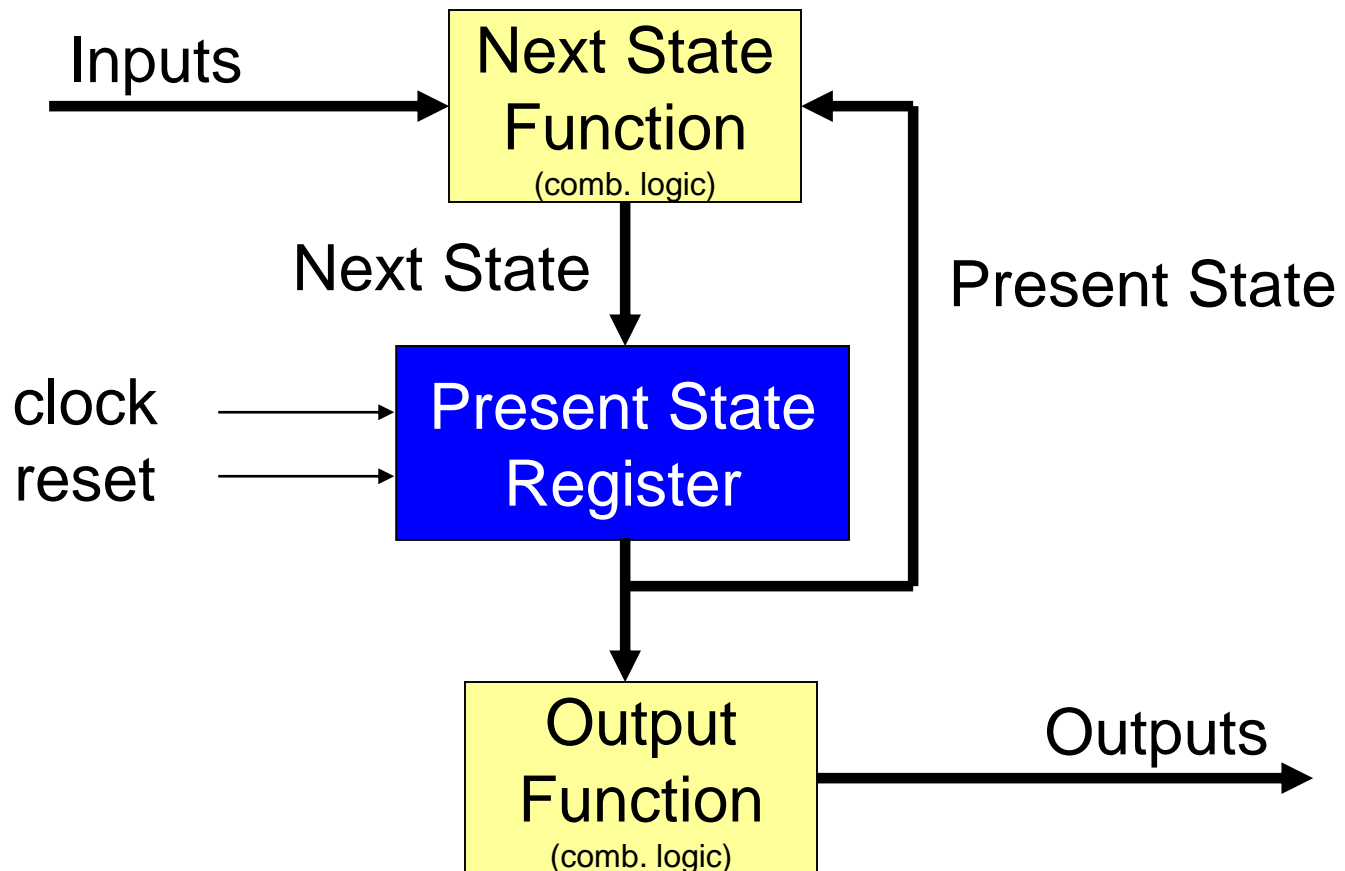 Inputs
Next State
Function
(comb. logic)
Next State
Present State
clock
reset
Present State
Register
Output
Function
(comb. logic)
Outputs